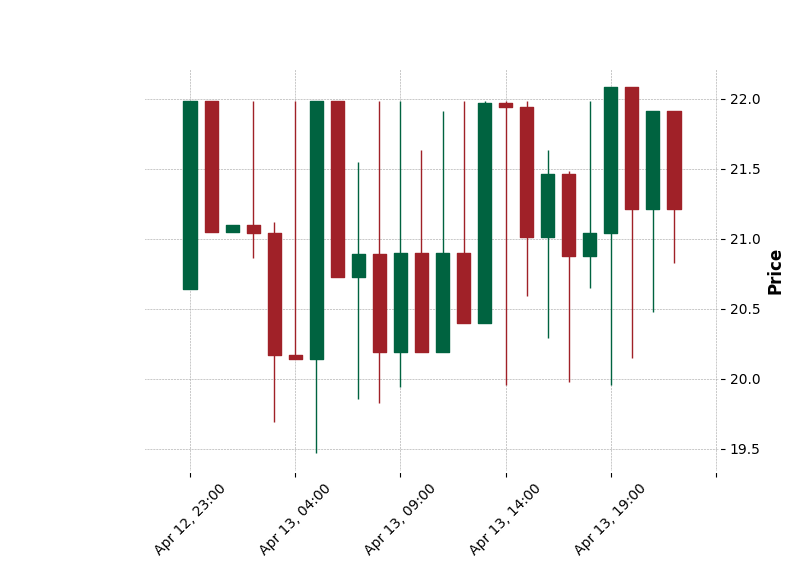 22.0
21.5
21.0
20.5
20.0
19.5
Price
Apr 12, 23:00
Apr 13, 04:00
Apr 13, 09:00
Apr 13, 14:00
Apr 13, 19:00